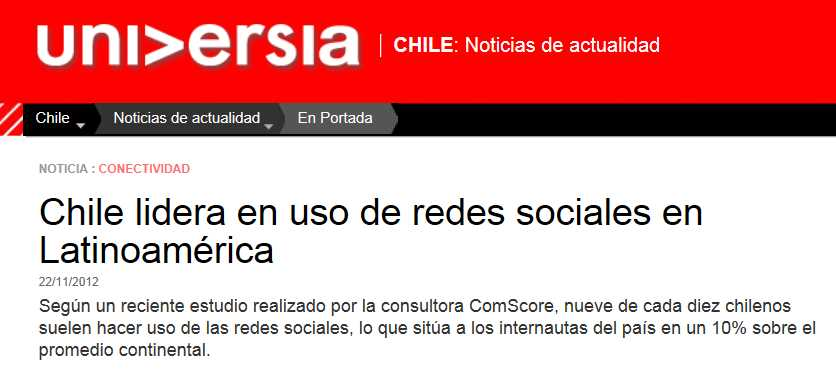 universia | CHILE: Noticias de actualidad
Chile Noticias de actualidad En Portada
NOTICIA : CONECTIVIDAD
Chile lidera en uso de redes sociales en
Latinoamérica
22/11/2012
Según un reciente estudio realizado por la consultora ComScore, nueve de cada diez chilenos
suelen hacer uso de las redes sociales, lo que sitúa a los internautas del país en un 10% sobre el
promedio continental.